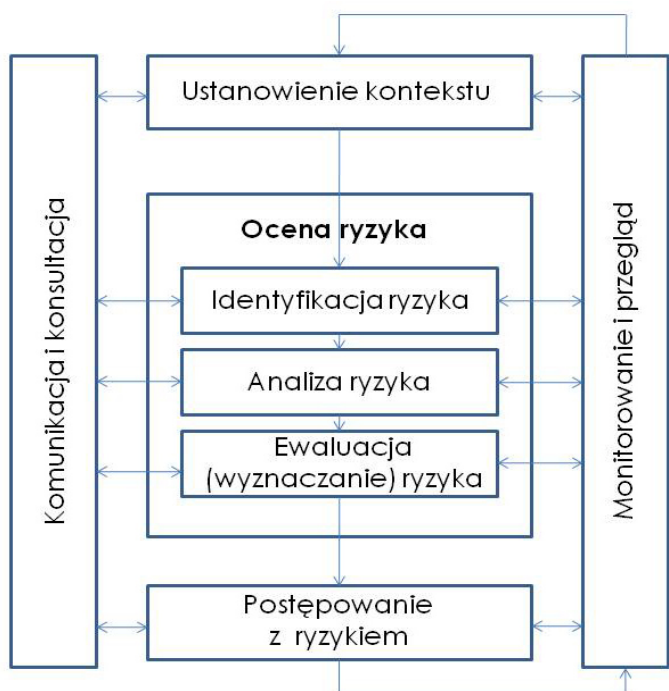 Komunikacja i konsultacja
Ustanowienie kontekstu
Ocena ryzyka
Identyfikacja ryzyka
Analiza ryzyka
Ewaluacja
(wyznaczanie) ryzyka
Postępowanie
z ryzykiem
Monitorowanie i przegląd